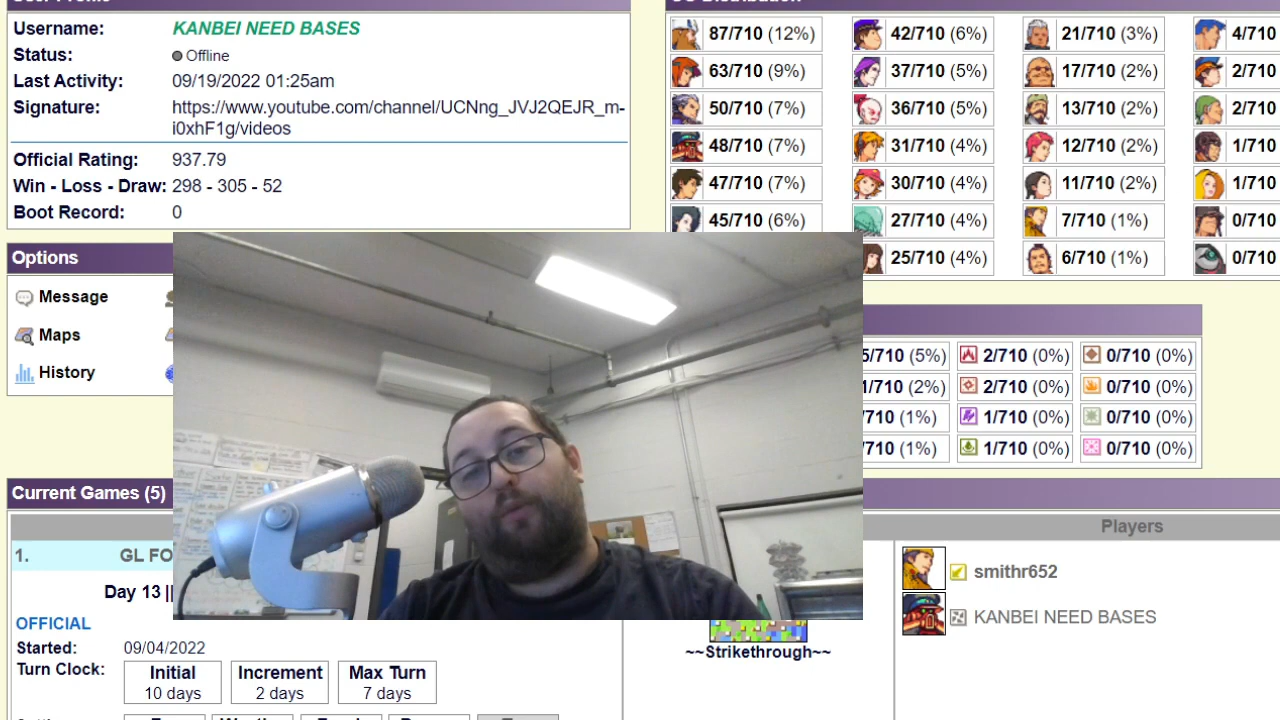 Username: KANBEI NEED BASES
Status: Offline
Last Activity: 09/19/2022 01:25am
Signature: https://www.youtube.com/channel/UCNng_JVJ2QEJR_m-
i0xhF1g/videos
Official Rating: 937.79
Win - Loss - Draw: 298 - 305 - 52
Boot Record: 0
87/710 (12%) 42/710 (6%) 21/710 (3%) 4/710
63/710 (9%) 37/710 (5%) 17/710 (2%) 2/710
50/710 (7%) 36/710 (5%) 13/710 (2%) 2/710
48/710 (7%) 31/710 (4%) 12/710 (2%) 1/710
47/710 (7%) 30/710 (4%) 11/710 (2%) 1/710
45/710 (6%) 27/710 (4%) 7/710 (1%) 0/710
25/710 (4%) 6/710 (1%) 0/710
Options
Message
Maps
History
5/710 (5%) 2/710 (0%) 0/710 (0%)
1/710 (2%) 2/710 (0%) 0/710 (0%)
/710 (1%) 1/710 (0%) 0/710 (0%)
/710 (1%) 1/710 (0%) 0/710 (0%)
Current Games (5)
Players
1. GL FO
Day 13 ||
smithr652
KANBEI NEED BASES
OFFICIAL
Started: 09/04/2022
Turn Clock: Initial Increment Max Turn
10 days 2 days 7 days
~~Strikethrough~~